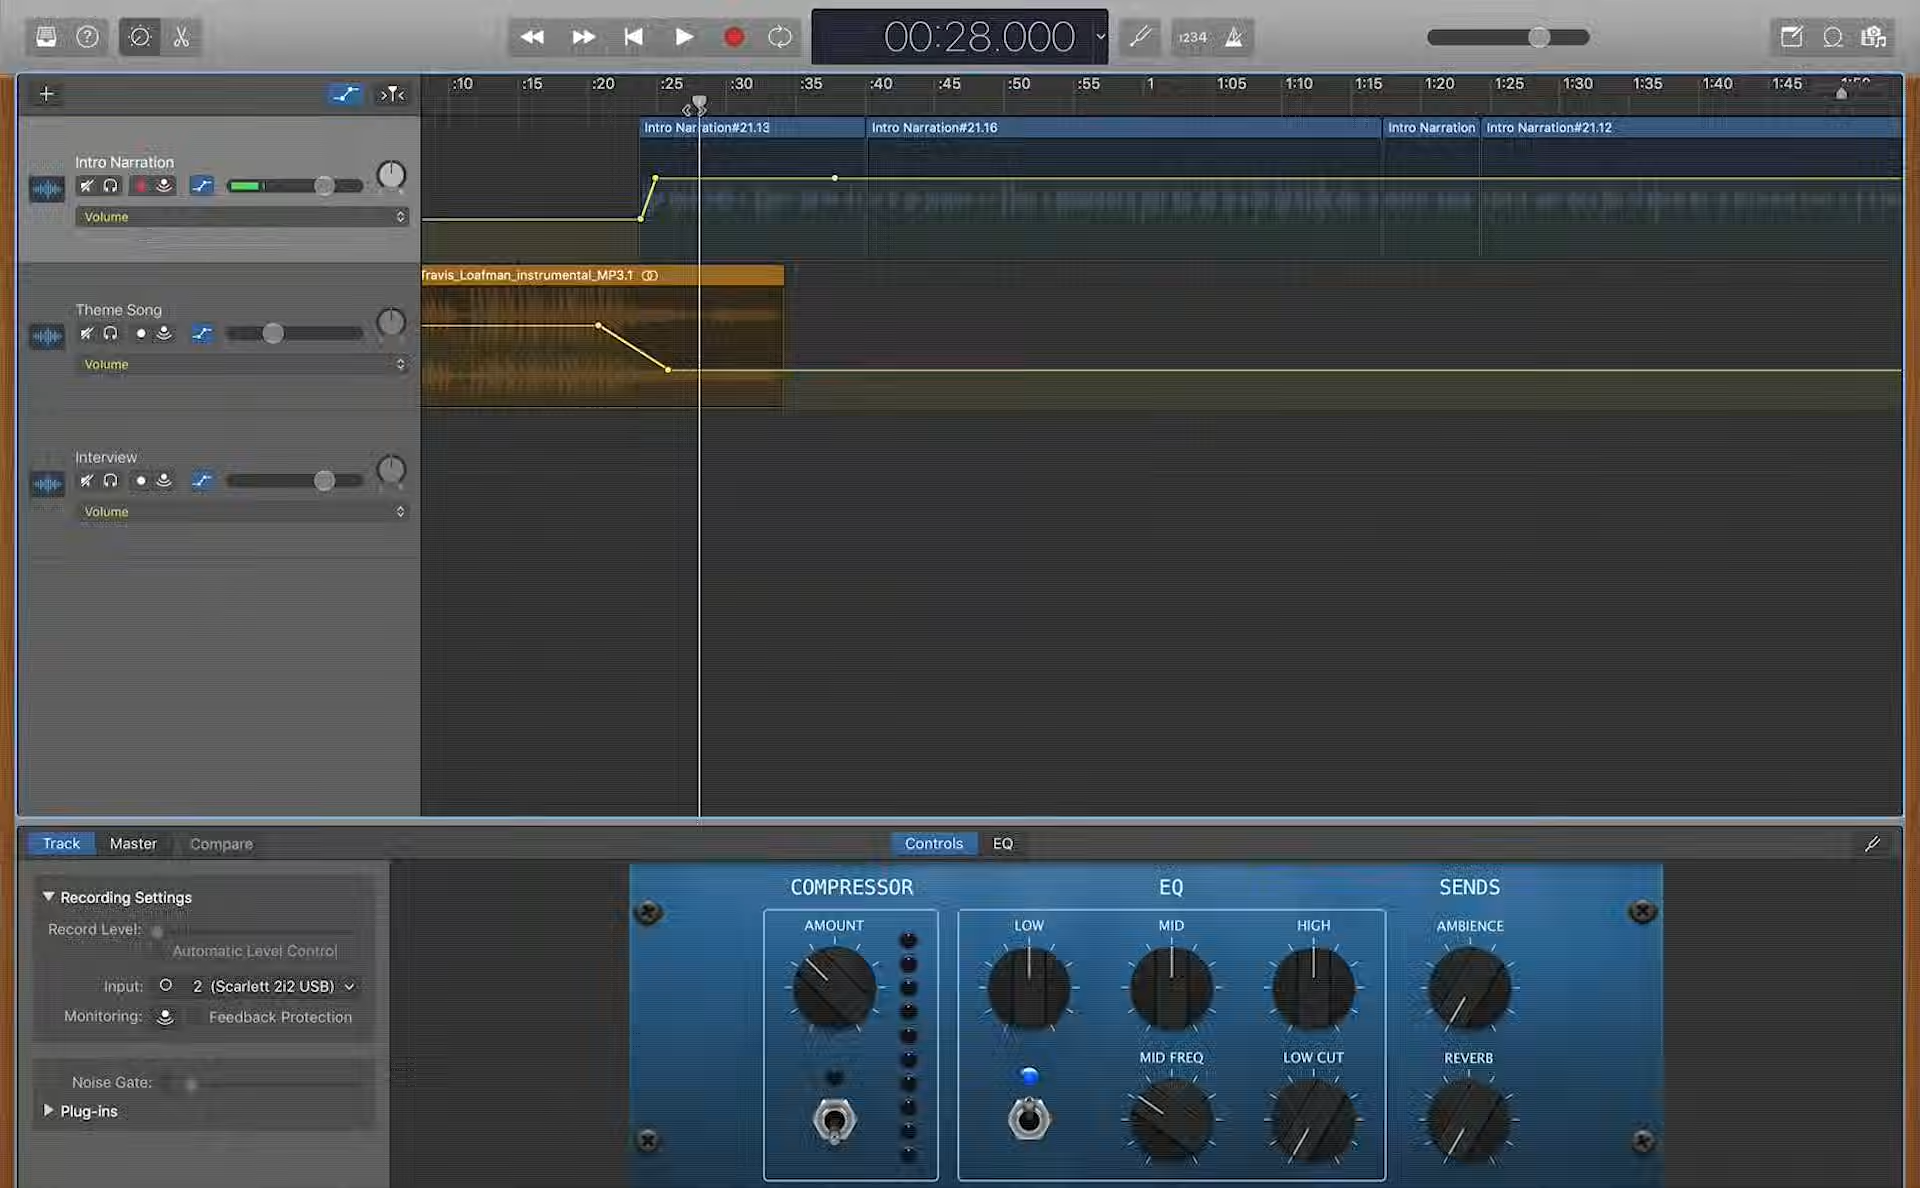 00:28.000
1234
:10 :15 :20 :25 :30 :35 :40 :45 :50 :55 1 1:05 1:10 1:15 1:20 1:25 1:30 1:35 1:40 1:45 1:50
Intro Narration#21.13 Intro Narration#21.16 Intro Narration Intro Narration#21.12
Intro Narration
Volume
Travis_Loafman_instrumental_MP3.1
Theme Song
Volume
Interview
Volume
Track Master Compare Controls EQ
Recording Settings
Record Level:
Automatic Level Control
Input: 2 (Scarlett 2i2 USB)
Monitoring: Feedback Protection
Noise Gate:
Plug-ins
COMPRESSOR EQ SENDS
AMOUNT LOW MID HIGH AMBIENCE
MID FREQ LOW CUT REVERB